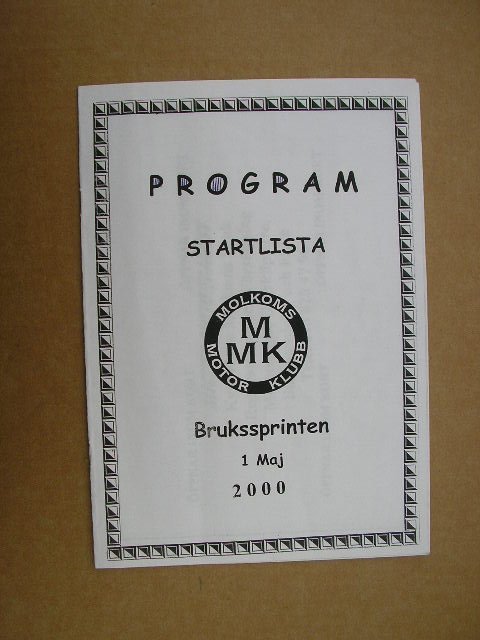 PROGRAM
STARTLISTA
MOLKOMS
M
MK
MOTOR KLUBB
Brukssprinten
1 Maj
2000